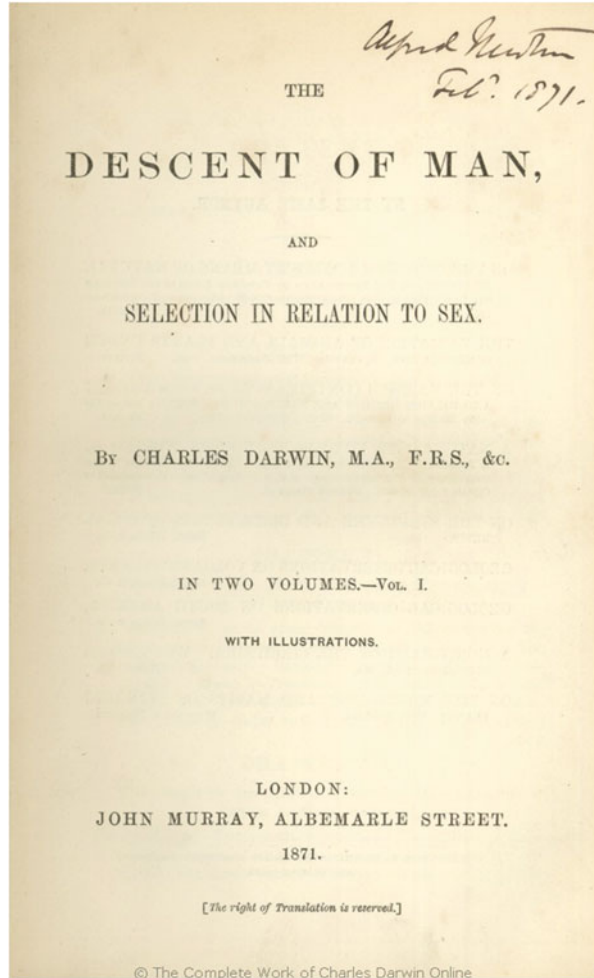 Alfred Newton
Feb. 1871.
THE
DESCENT OF MAN,
AND
SELECTION IN RELATION TO SEX.
BY CHARLES DARWIN, M.A., F.R.S., &c.
IN TWO VOLUMES.—VOL. I.
WITH ILLUSTRATIONS.
LONDON:
JOHN MURRAY, ALBEMARLE STREET.
1871.
[The right of Translation is reserved.]
© The Complete Work of Charles Darwin Online